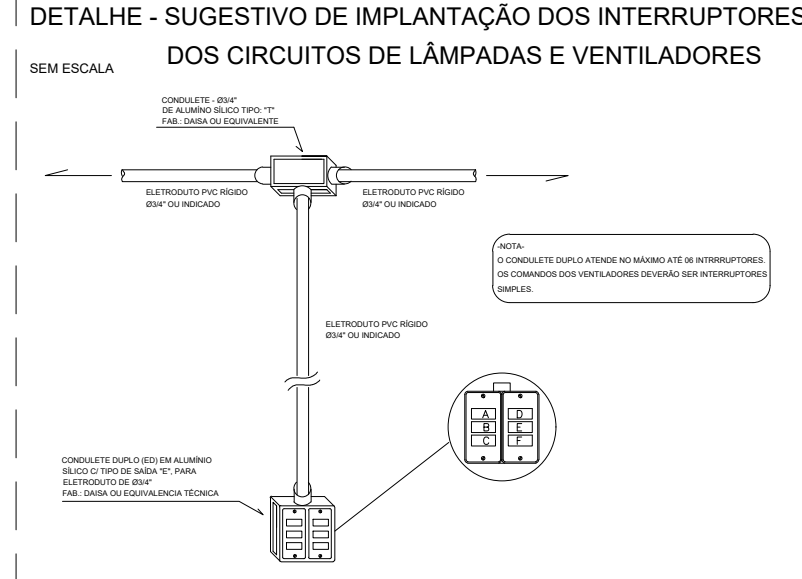 DETALHE - SUGESTIVO DE IMPLANTAÇÃO DOS INTERRUPTORES
DOS CIRCUITOS DE LÂMPADAS E VENTILADORES
SEM ESCALA
CONDULETE - Ø3/4"
DE ALUMÍNO SÍLICO TIPO: "T"
FAB.: DAISA OU EQUIVALENTE
ELETRODUTO PVC RÍGIDO
Ø3/4" OU INDICADO
ELETRODUTO PVC RÍGIDO
Ø3/4" OU INDICADO
-NOTA-
O CONDULETE DUPLO ATENDE NO MÁXIMO ATÉ 06 INTRRRUPTORES.
OS COMANDOS DOS VENTILADORES DEVERÃO SER INTERRUPTORES
SIMPLES.
ELETRODUTO PVC RÍGIDO
Ø3/4" OU INDICADO
A D
B E
C F
CONDULETE DUPLO (ED) EM ALUMÍNIO
SÍLICO C/ TIPO DE SAÍDA "E", PARA
ELETRODUTO DE Ø3/4"
FAB.: DAISA OU EQUIVALENCIA TÉCNICA